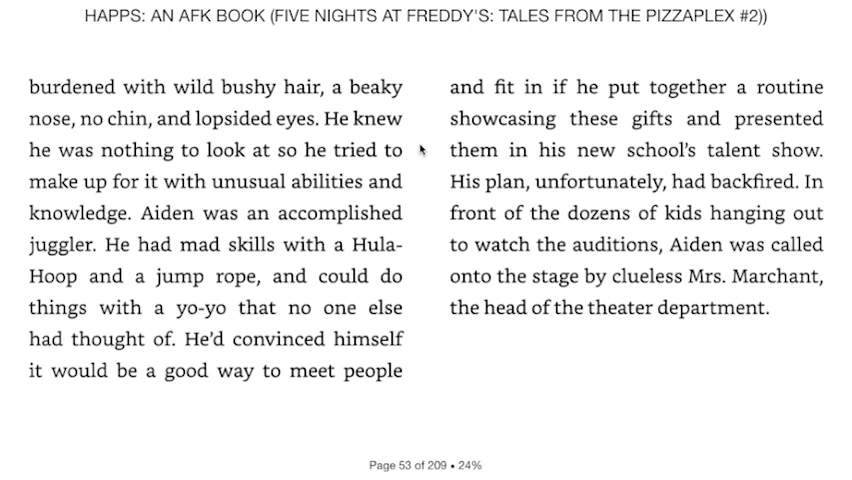 HAPPS: AN AFK BOOK (FIVE NIGHTS AT FREDDY'S: TALES FROM THE PIZZAPLEX #2))
burdened with wild bushy hair, a beaky
nose, no chin, and lopsided eyes. He knew
he was nothing to look at so he tried to
make up for it with unusual abilities and
knowledge. Aiden was an accomplished
juggler. He had mad skills with a Hula-
Hoop and a jump rope, and could do
things with a yo-yo that no one else
had thought of. He’d convinced himself
it would be a good way to meet people
and fit in if he put together a routine
showcasing these gifts and presented
them in his new school’s talent show.
His plan, unfortunately, had backfired. In
front of the dozens of kids hanging out
to watch the auditions, Aiden was called
onto the stage by clueless Mrs. Marchant,
the head of the theater department.
Page 53 of 209 • 24%